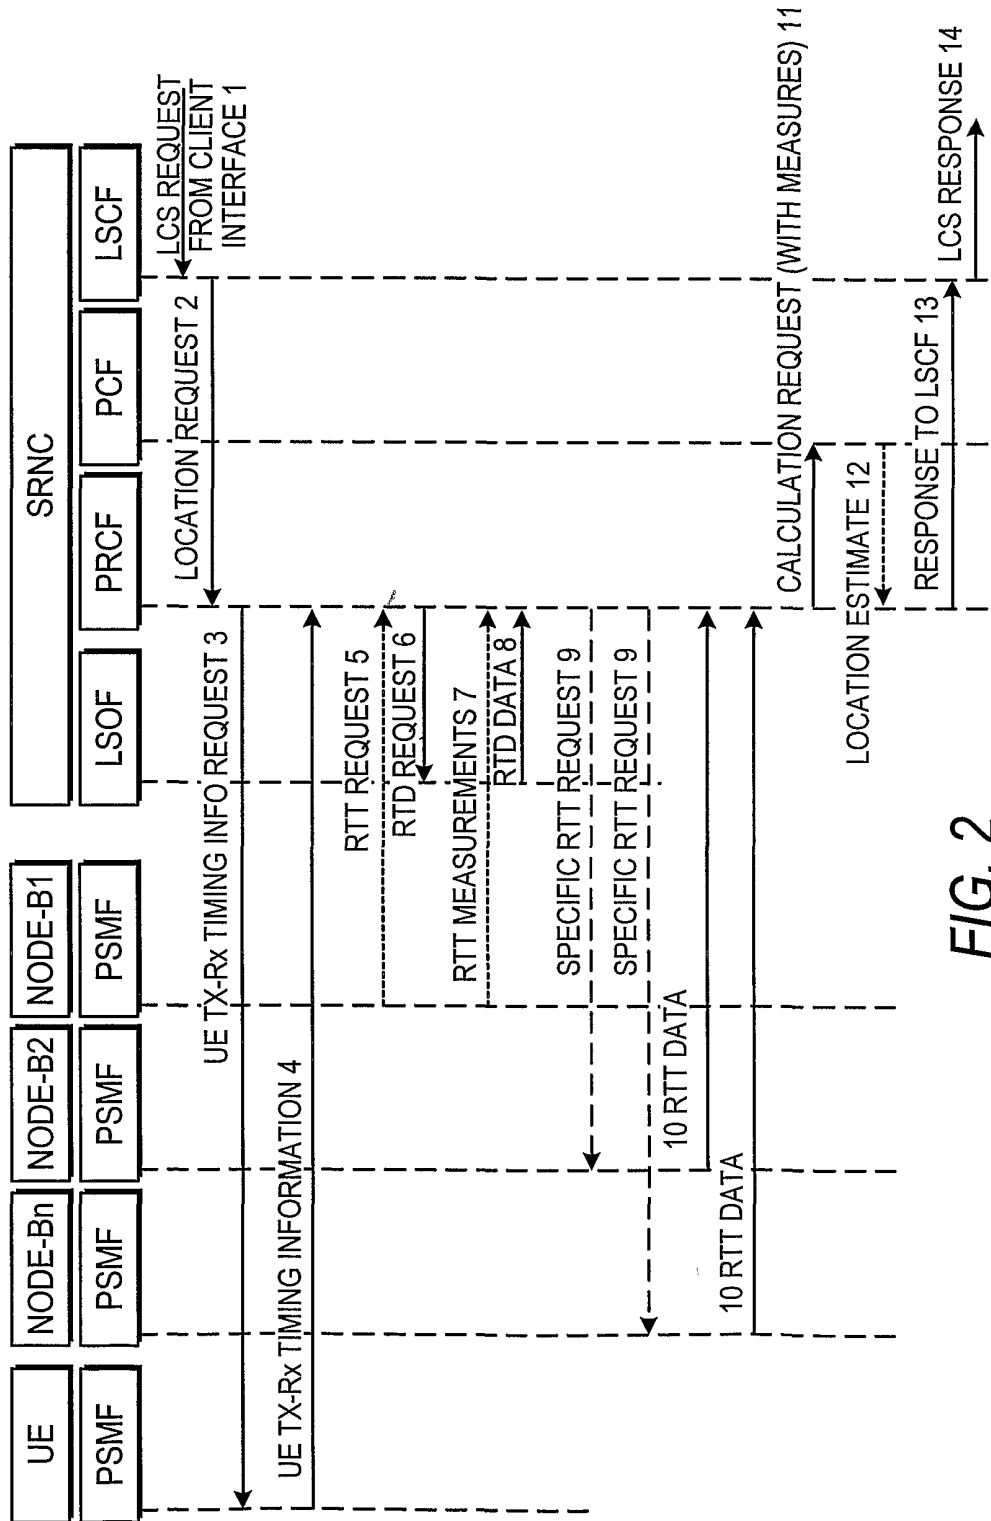 UE
NODE-Bn
NODE-B2
NODE-B1
SRNC
PSMF
PSMF
PSMF
PSMF
LSOF
PRCF
PCF
LSCF
LCS REQUEST
FROM CLIENT
INTERFACE 1
LOCATION REQUEST 2
UE TX-Rx TIMING INFO REQUEST 3
UE TX-Rx TIMING INFORMATION 4
RTT REQUEST 5
RTD REQUEST 6
RTT MEASUREMENTS 7
RTD DATA 8
SPECIFIC RTT REQUEST 9
SPECIFIC RTT REQUEST 9
10 RTT DATA
10 RTT DATA
CALCULATION REQUEST (WITH MEASURES) 11
LOCATION ESTIMATE 12
RESPONSE TO LSCF 13
LCS RESPONSE 14
FIG. 2